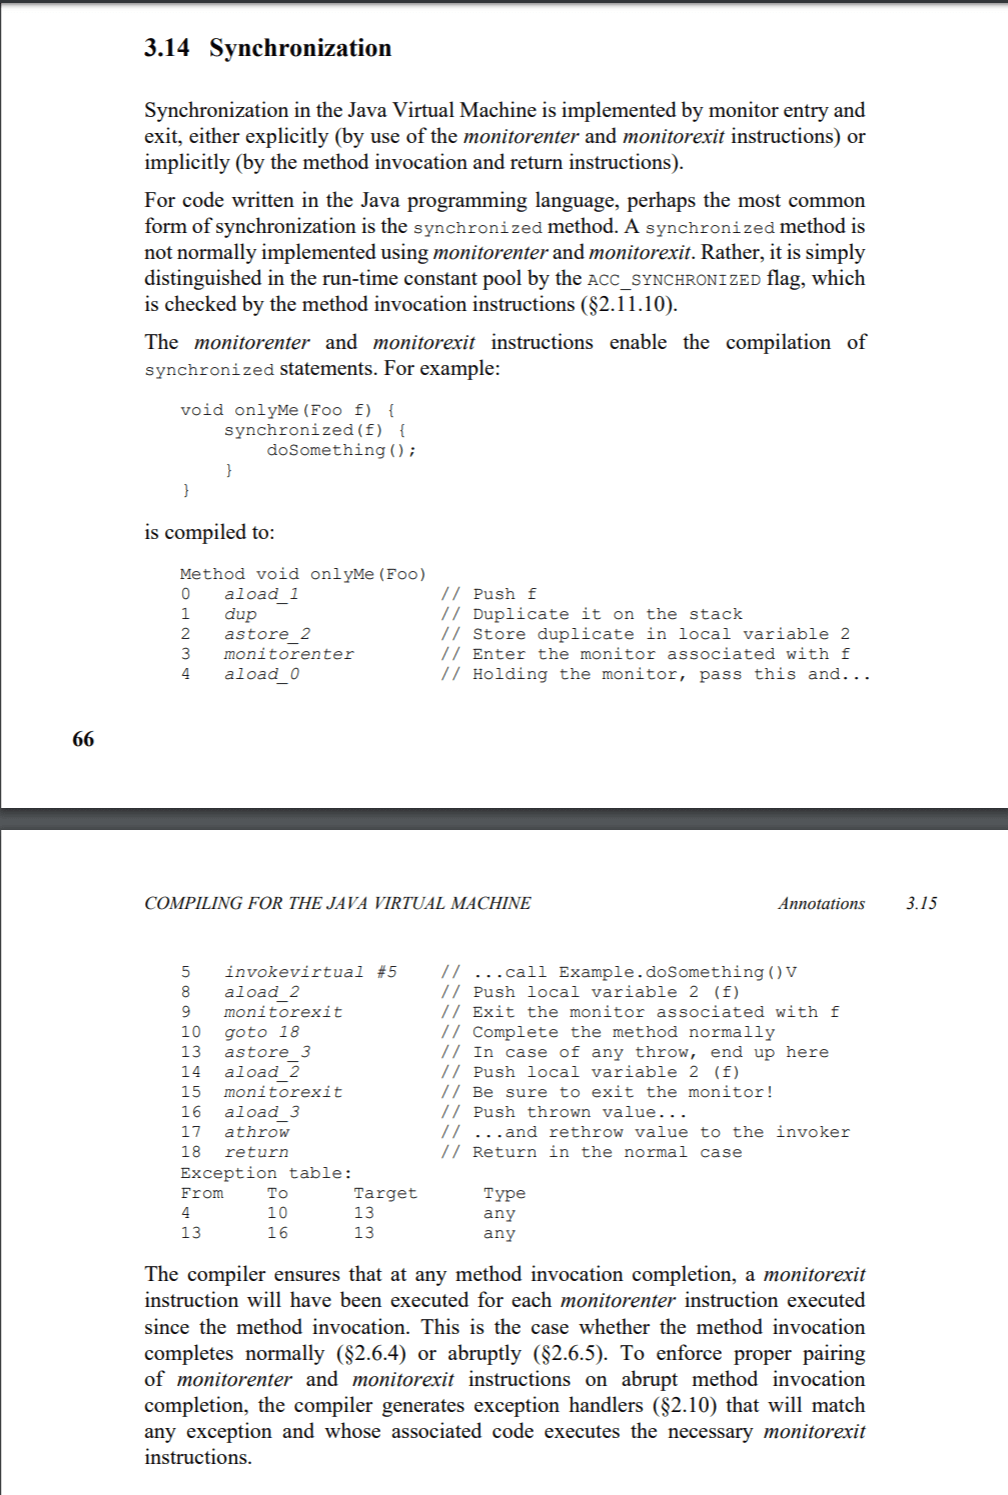 3.14 Synchronization
Synchronization in the Java Virtual Machine is implemented by monitor entry and
exit, either explicitly (by use of the monitorenter and monitorexit instructions) or
implicitly (by the method invocation and return instructions).
For code written in the Java programming language, perhaps the most common
form of synchronization is the synchronized method. A synchronized method is
not normally implemented using monitorenter and monitorexit. Rather, it is simply
distinguished in the run-time constant pool by the ACC_SYNCHRONIZED flag, which
is checked by the method invocation instructions (§2.11.10).
The monitorenter and monitorexit instructions enable the compilation of
synchronized statements. For example:
void onlyMe(Foo f) {
    synchronized(f) {
        doSomething();
    }
}
is compiled to:
Method void onlyMe(Foo)
0 aload_1 // Push f
1 dup // Duplicate it on the stack
2 astore_2 // Store duplicate in local variable 2
3 monitorenter // Enter the monitor associated with f
4 aload_0 // Holding the monitor, pass this and...
66
COMPILING FOR THE JAVA VIRTUAL MACHINE Annotations 3.15
5 invokevirtual #5 // ...call Example.doSomething()V
8 aload_2 // Push local variable 2 (f)
9 monitorexit // Exit the monitor associated with f
10 goto 18 // Complete the method normally
13 astore_3 // In case of any throw, end up here
14 aload_2 // Push local variable 2 (f)
15 monitorexit // Be sure to exit the monitor!
16 aload_3 // Push thrown value...
17 athrow // ...and rethrow value to the invoker
18 return // Return in the normal case
Exception table:
From To Target Type
4 10 13 any
13 16 13 any
The compiler ensures that at any method invocation completion, a monitorexit
instruction will have been executed for each monitorenter instruction executed
since the method invocation. This is the case whether the method invocation
completes normally (§2.6.4) or abruptly (§2.6.5). To enforce proper pairing
of monitorenter and monitorexit instructions on abrupt method invocation
completion, the compiler generates exception handlers (§2.10) that will match
any exception and whose associated code executes the necessary monitorexit
instructions.